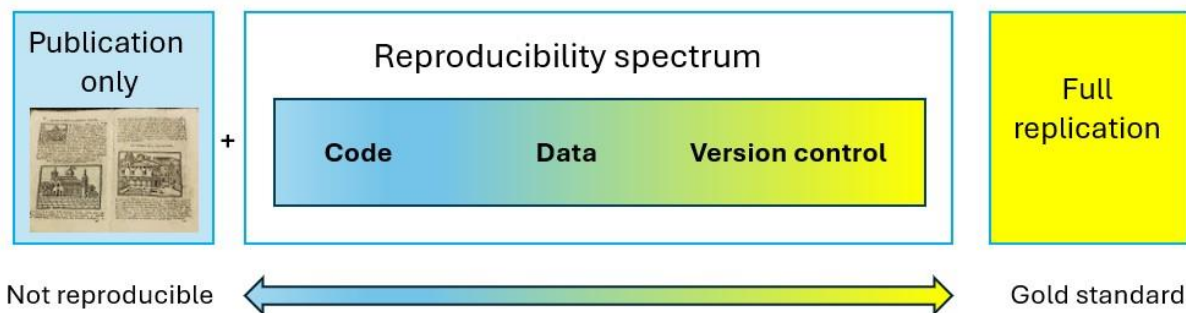 Publication
only
Reproducibility spectrum
+
Code
Data
Version control
Full
replication
Not reproducible
Gold standard